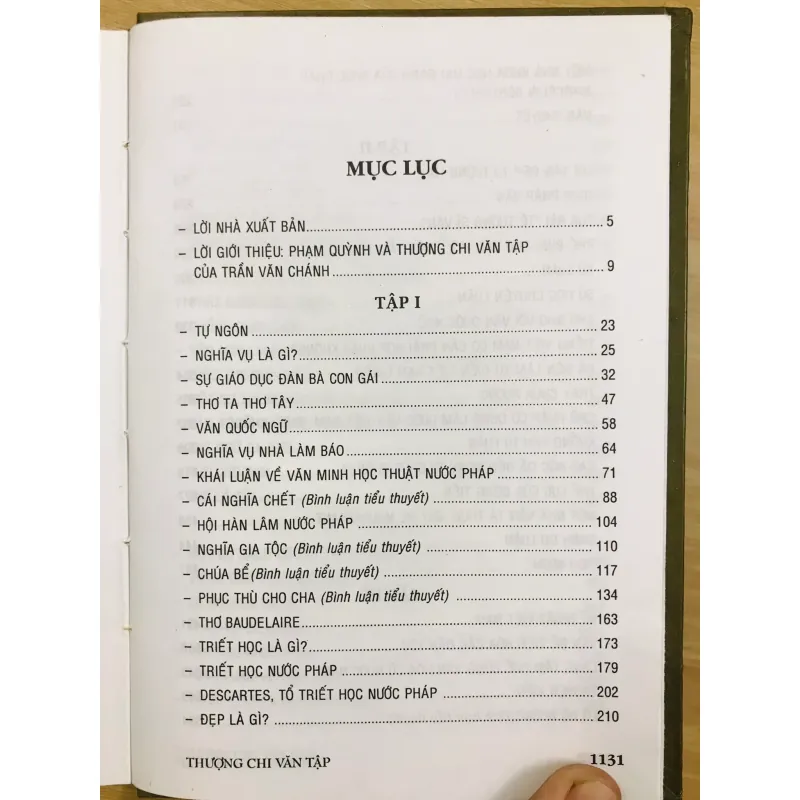 MỤC LỤC
– LỜI NHÀ XUẤT BẢN 5
– LỜI GIỚI THIỆU: PHẠM QUỲNH VÀ THƯỢNG CHI VĂN TẬP
CỦA TRẦN VĂN CHÁNH 9
TẬP I
– TỰ NGÔN 23
– NGHĨA VỤ LÀ GÌ? 25
– SỰ GIÁO DỤC ĐÀN BÀ CON GÁI 32
– THƠ TA THƠ TÂY 47
– VĂN QUỐC NGỮ 58
– NGHĨA VỤ NHÀ LÀM BÁO 64
– KHÁI LUẬN VỀ VĂN MINH HỌC THUẬT NƯỚC PHÁP 71
– CÁI NGHĨA CHẾT (Bình luận tiểu thuyết) 88
– HỘI HÀN LÂM NƯỚC PHÁP 104
– NGHĨA GIA TỘC (Bình luận tiểu thuyết) 110
– CHÚA BỂ(Bình luận tiểu thuyết) 117
– PHỤC THÙ CHO CHA (Bình luận tiểu thuyết) 134
– THƠ BAUDELAIRE 163
– TRIẾT HỌC LÀ GÌ? 173
– TRIẾT HỌC NƯỚC PHÁP 179
– DESCARTES, TỔ TRIẾT HỌC NƯỚC PHÁP 202
– ĐẸP LÀ GÌ? 210
THƯỢNG CHI VĂN TẬP 1131